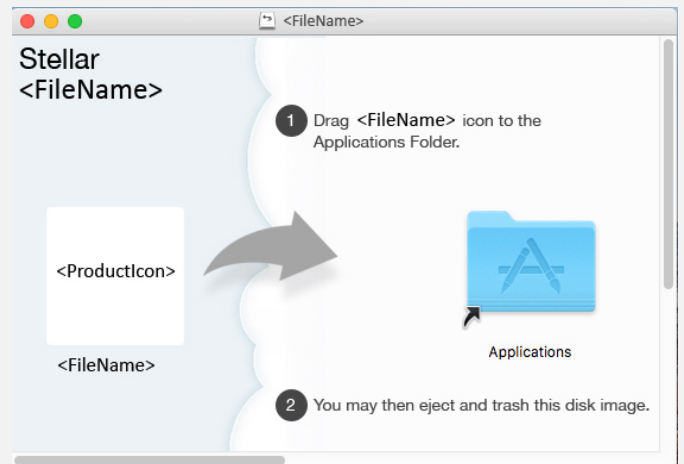 <FileName>
Stellar
<FileName>
1 Drag <FileName> icon to the
Applications Folder.
<ProductIcon>
<FileName>
Applications
2 You may then eject and trash this disk image.